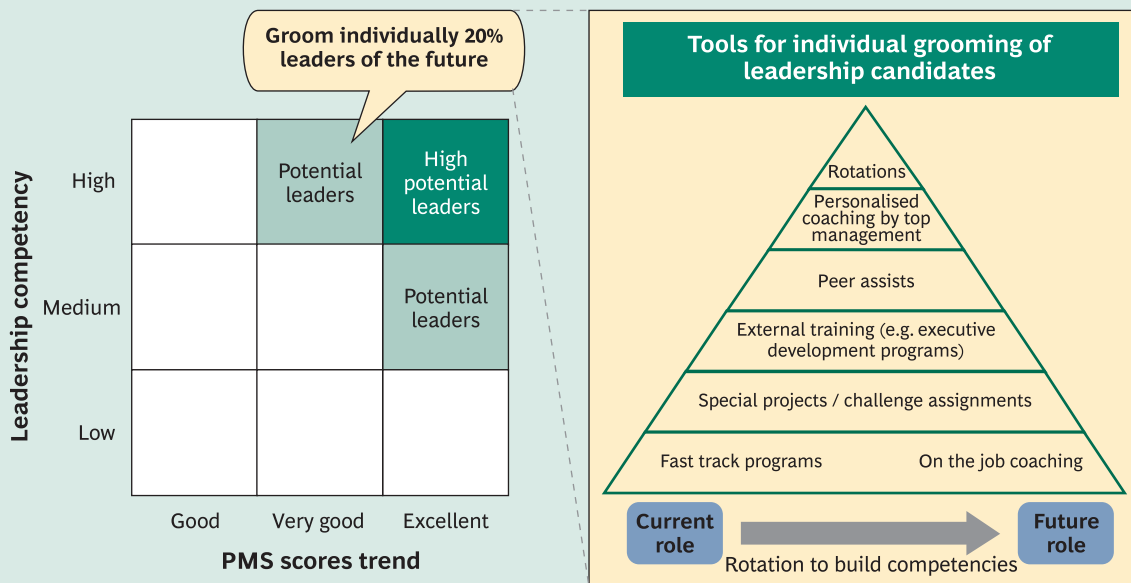 Groom individually 20%
leaders of the future
Leadership competency
High
Medium
Low
Potential
leaders
High
potential
leaders
Potential
leaders
Good
Very good
Excellent
PMS scores trend
Tools for individual grooming of
leadership candidates
Rotations
Personalised
coaching by top
management
Peer assists
External training (e.g. executive
development programs)
Special projects / challenge assignments
Fast track programs
On the job coaching
Current
role
Future
role
Rotation to build competencies